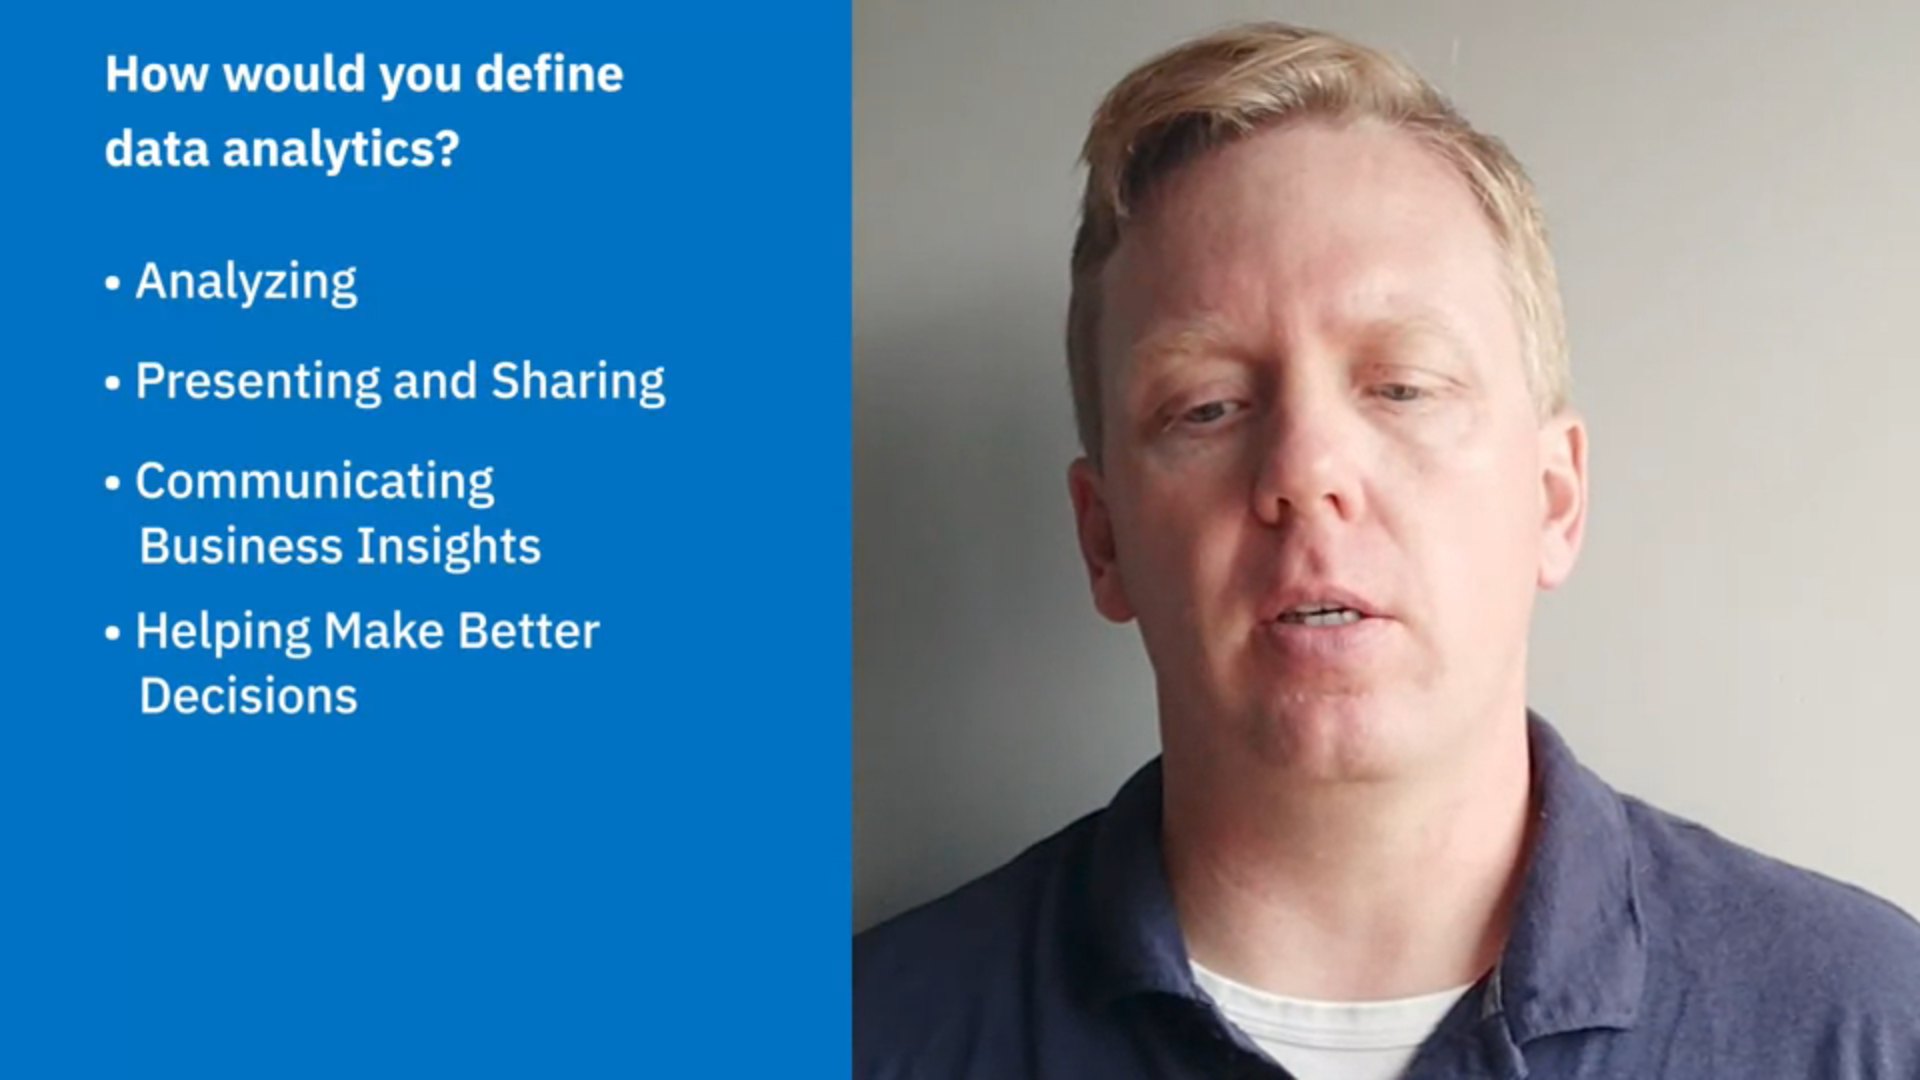 How would you define
data analytics?
• Analyzing
• Presenting and Sharing
• Communicating
Business Insights
• Helping Make Better
Decisions